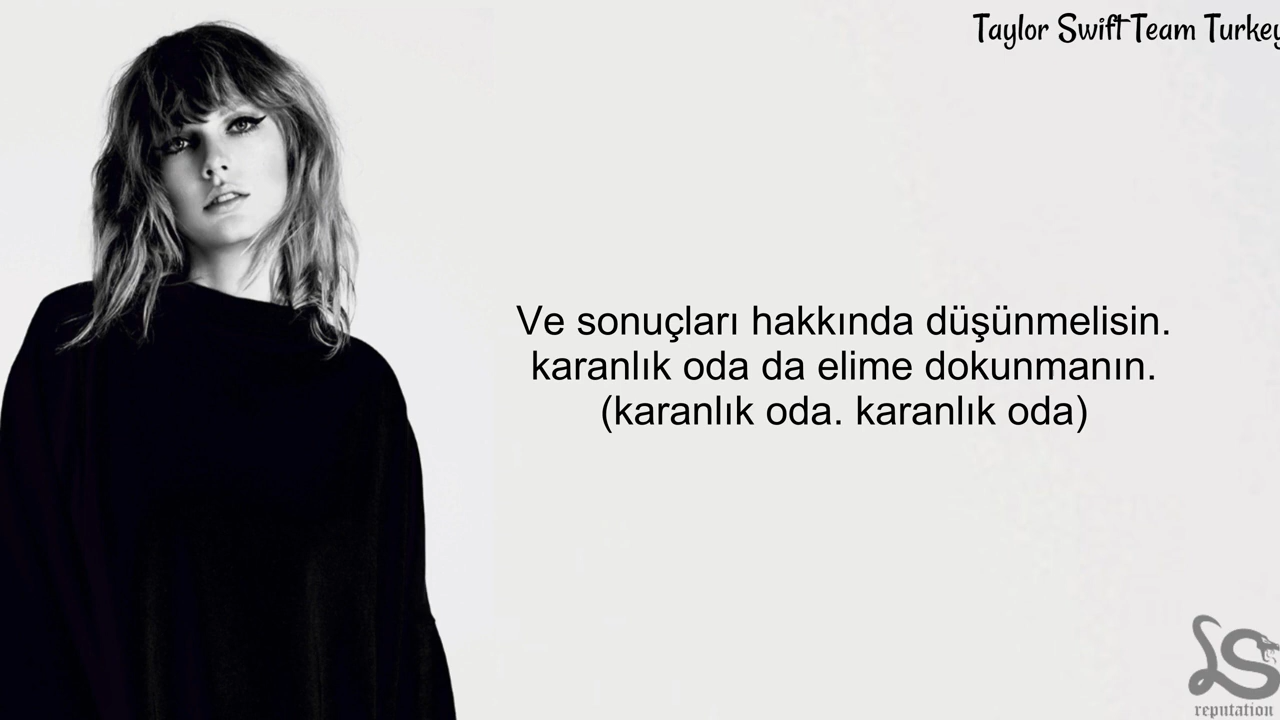 Taylor Swift Team Turkey
Ve sonuçları hakkında düşünmelisin.
karanlık oda da elime dokunmanın.
(karanlık oda. karanlık oda)
reputation